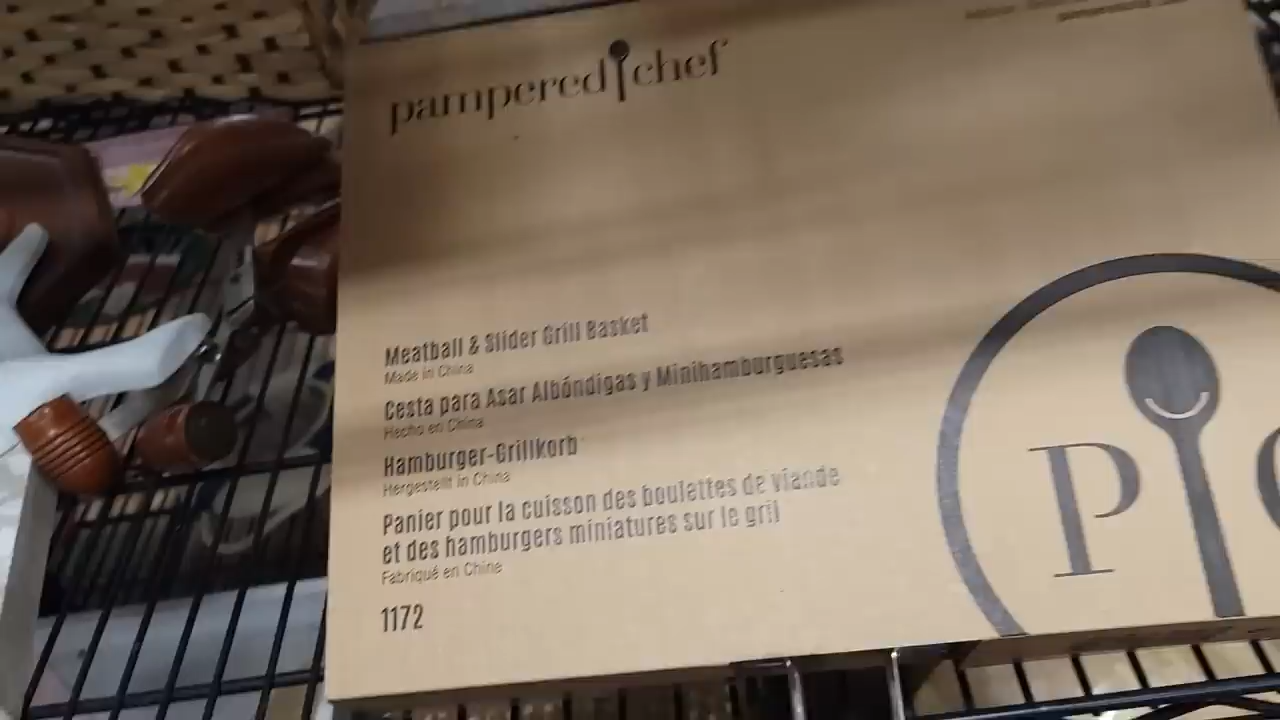 pampered chef
Meatball & Slider Grill Basket
Made in China
Cesta para Asar Albóndigas y Minihamburguesas
Hecho en China
Hamburger-Grillkorb
Hergestellt in China
Panier pour la cuisson des boulettes de viande
et des hamburgers miniatures sur le gril
Fabriqué en Chine
1172
P